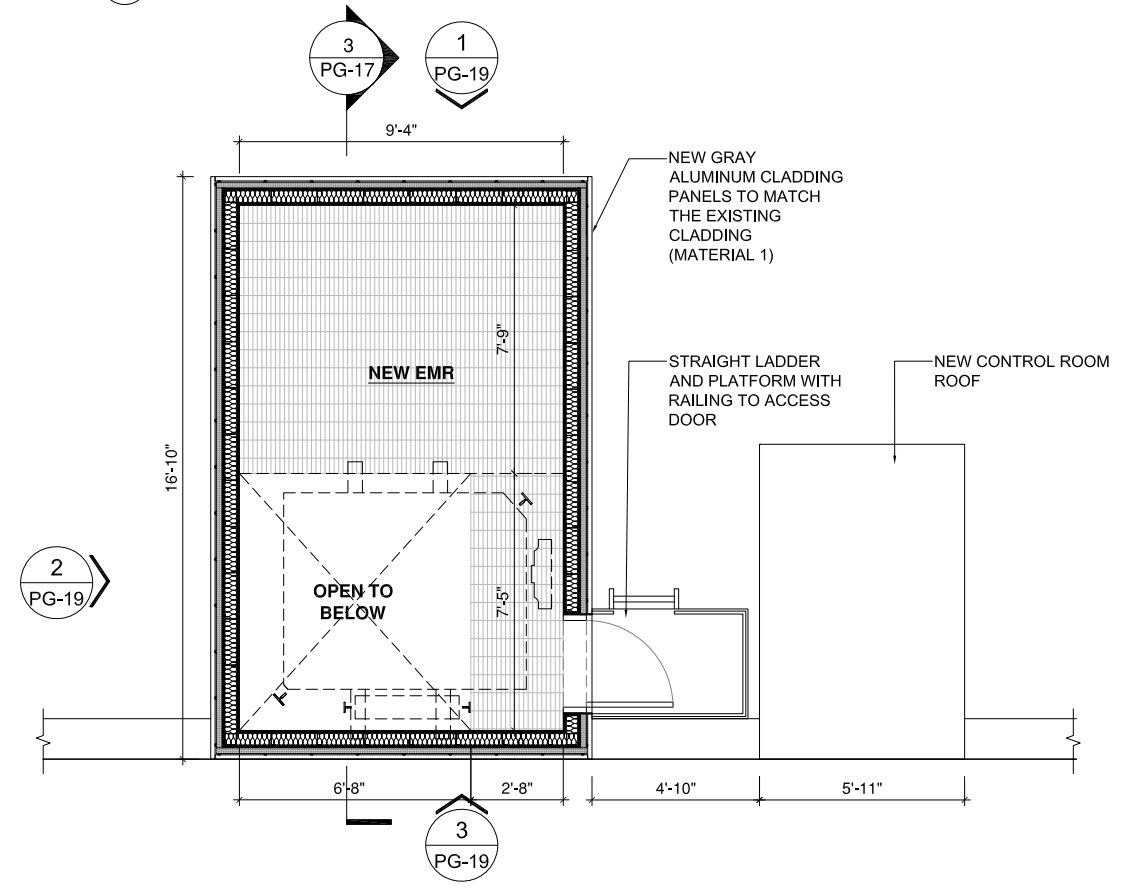 3
PG-17
1
PG-19
9'-4"
NEW GRAY
ALUMINUM CLADDING
PANELS TO MATCH
THE EXISTING
CLADDING
(MATERIAL 1)
7'-9"
NEW EMR
STRAIGHT LADDER
AND PLATFORM WITH
RAILING TO ACCESS
DOOR
NEW CONTROL ROOM
ROOF
16'-10"
2
PG-19
OPEN TO
BELOW
7'-5"
6'-8"
2'-8"
4'-10"
5'-11"
3
PG-19